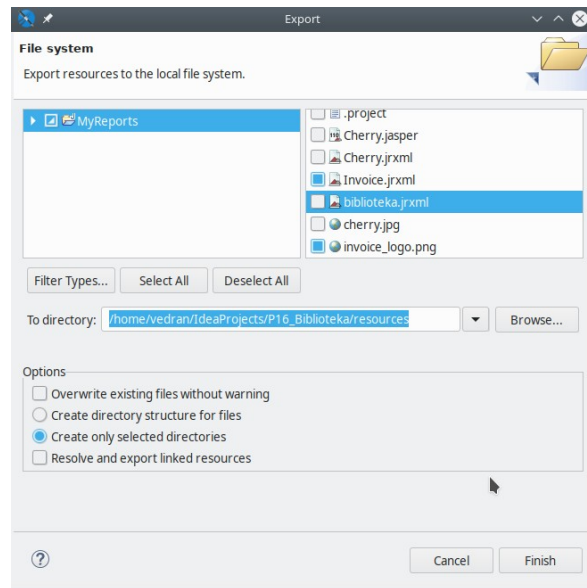 Export
File system
Export resources to the local file system.
MyReports
.project
Cherry.jasper
Cherry.jrxml
Invoice.jrxml
biblioteka.jrxml
cherry.jpg
invoice_logo.png
Filter Types...
Select All
Deselect All
To directory:
/home/vedran/IdeaProjects/P16_Biblioteka/resources
Browse...
Options
Overwrite existing files without warning
Create directory structure for files
Create only selected directories
Resolve and export linked resources
?
Cancel
Finish